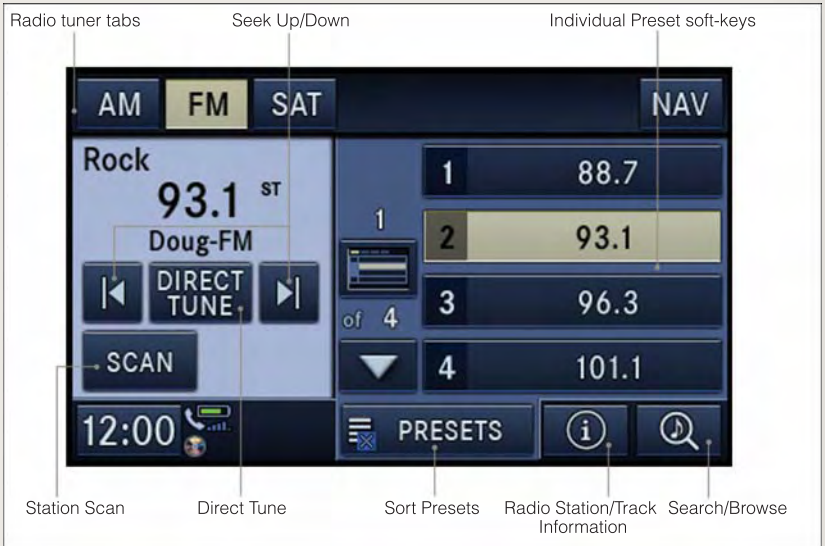 Radio tuner tabs
Seek Up/Down
Individual Preset soft-keys
AM
FM
SAT
NAV
Rock
93.1 ST
Doug-FM
DIRECT
TUNE
SCAN
12:00
1
of 4
1 88.7
2 93.1
3 96.3
4 101.1
PRESETS
i
Station Scan
Direct Tune
Sort Presets
Radio Station/Track
Information
Search/Browse